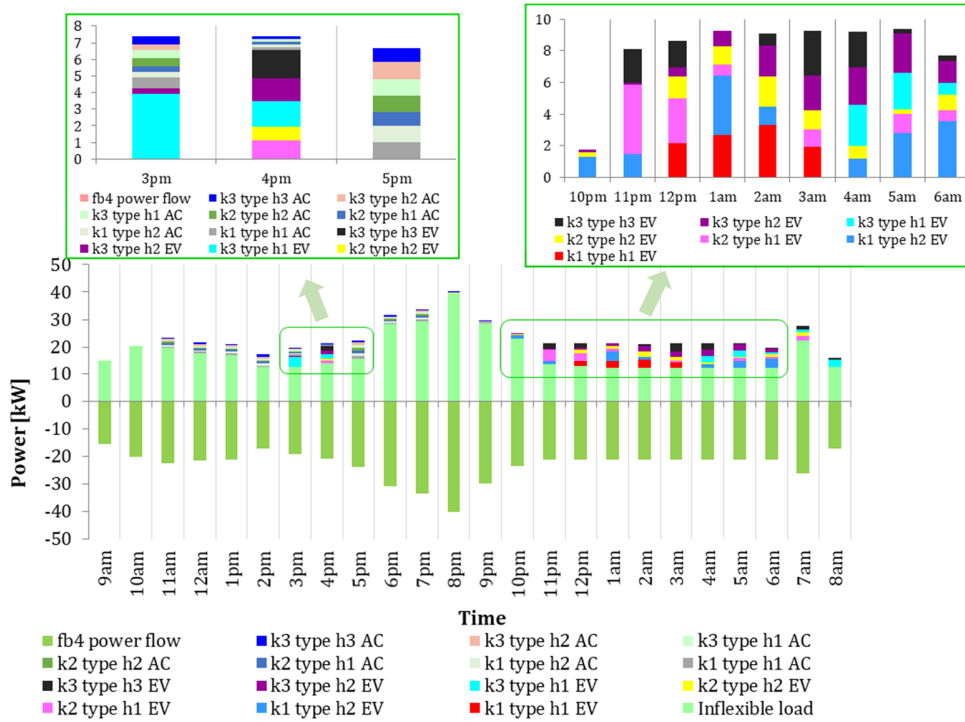 8
7
6
5
4
3
2
1
0
3pm 4pm 5pm
fb4 power flow k3 type h3 AC k3 type h2 AC
k3 type h1 AC k2 type h2 AC k2 type h1 AC
k1 type h2 AC k1 type h1 AC k3 type h3 EV
k3 type h2 EV k3 type h1 EV k2 type h2 EV
10
8
6
4
2
0
10pm 11pm 12pm 1am 2am 3am 4am 5am 6am
k3 type h3 EV k3 type h2 EV k3 type h1 EV
k2 type h2 EV k2 type h1 EV k1 type h2 EV
k1 type h1 EV
Power [kW]
50
40
30
20
10
0
-10
-20
-30
-40
-50
9am 10am 11am 12am 1pm 2pm 3pm 4pm 5pm 6pm 7pm 8pm 9pm 10pm 11pm 12pm 1am 2am 3am 4am 5am 6am 7am 8am
Time
fb4 power flow k3 type h3 AC k3 type h2 AC k3 type h1 AC
k2 type h2 AC k2 type h1 AC k1 type h2 AC k1 type h1 AC
k3 type h3 EV k3 type h2 EV k3 type h1 EV k2 type h2 EV
k2 type h1 EV k1 type h2 EV k1 type h1 EV Inflexible load